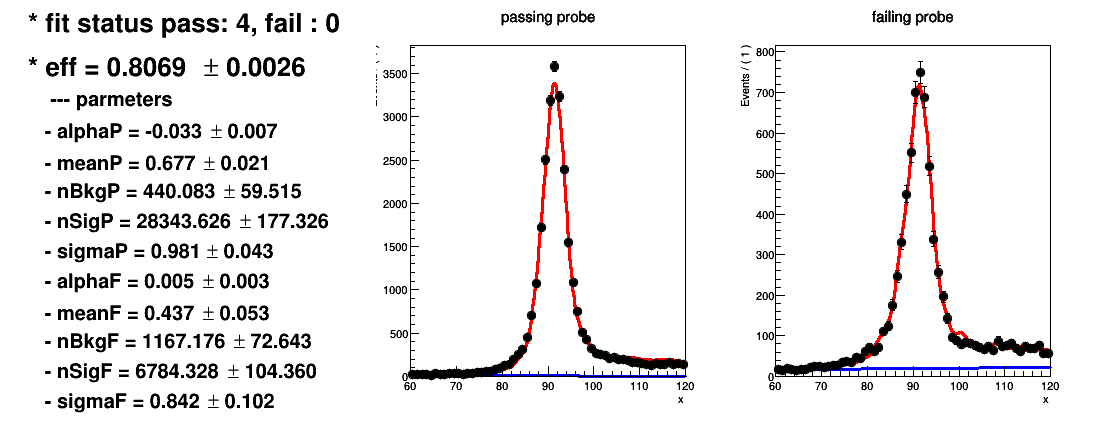 * fit status pass: 4, fail : 0
* eff = 0.8069 ± 0.0026
--- parmeters
- alphaP = -0.033 ± 0.007
- meanP = 0.677 ± 0.021
- nBkgP = 440.083 ± 59.515
- nSigP = 28343.626 ± 177.326
- sigmaP = 0.981 ± 0.043
- alphaF = 0.005 ± 0.003
- meanF = 0.437 ± 0.053
- nBkgF = 1167.176 ± 72.643
- nSigF = 6784.328 ± 104.360
- sigmaF = 0.842 ± 0.102
passing probe
3500
3000
2500
2000
1500
1000
500
0
60 70 80 90 100 110 120
x
failing probe
Events / ( 1 )
800
700
600
500
400
300
200
100
0
60 70 80 90 100 110 120
x